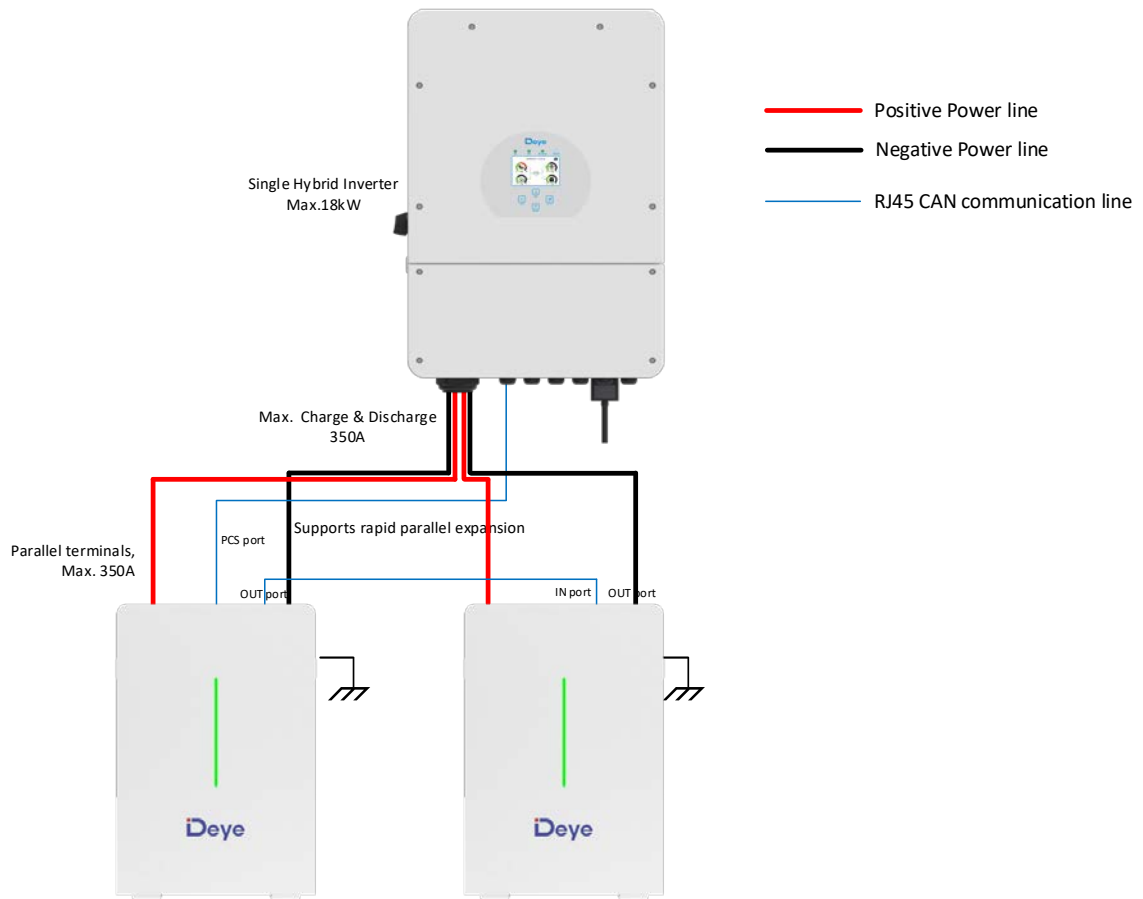 Positive Power line
Negative Power line
RJ45 CAN communication line
Deye
Single Hybrid Inverter
Max.18kW
Max. Charge & Discharge
350A
Supports rapid parallel expansion
PCS port
Parallel terminals,
Max. 350A
OUT port
IN port
OUT port
Deye
Deye